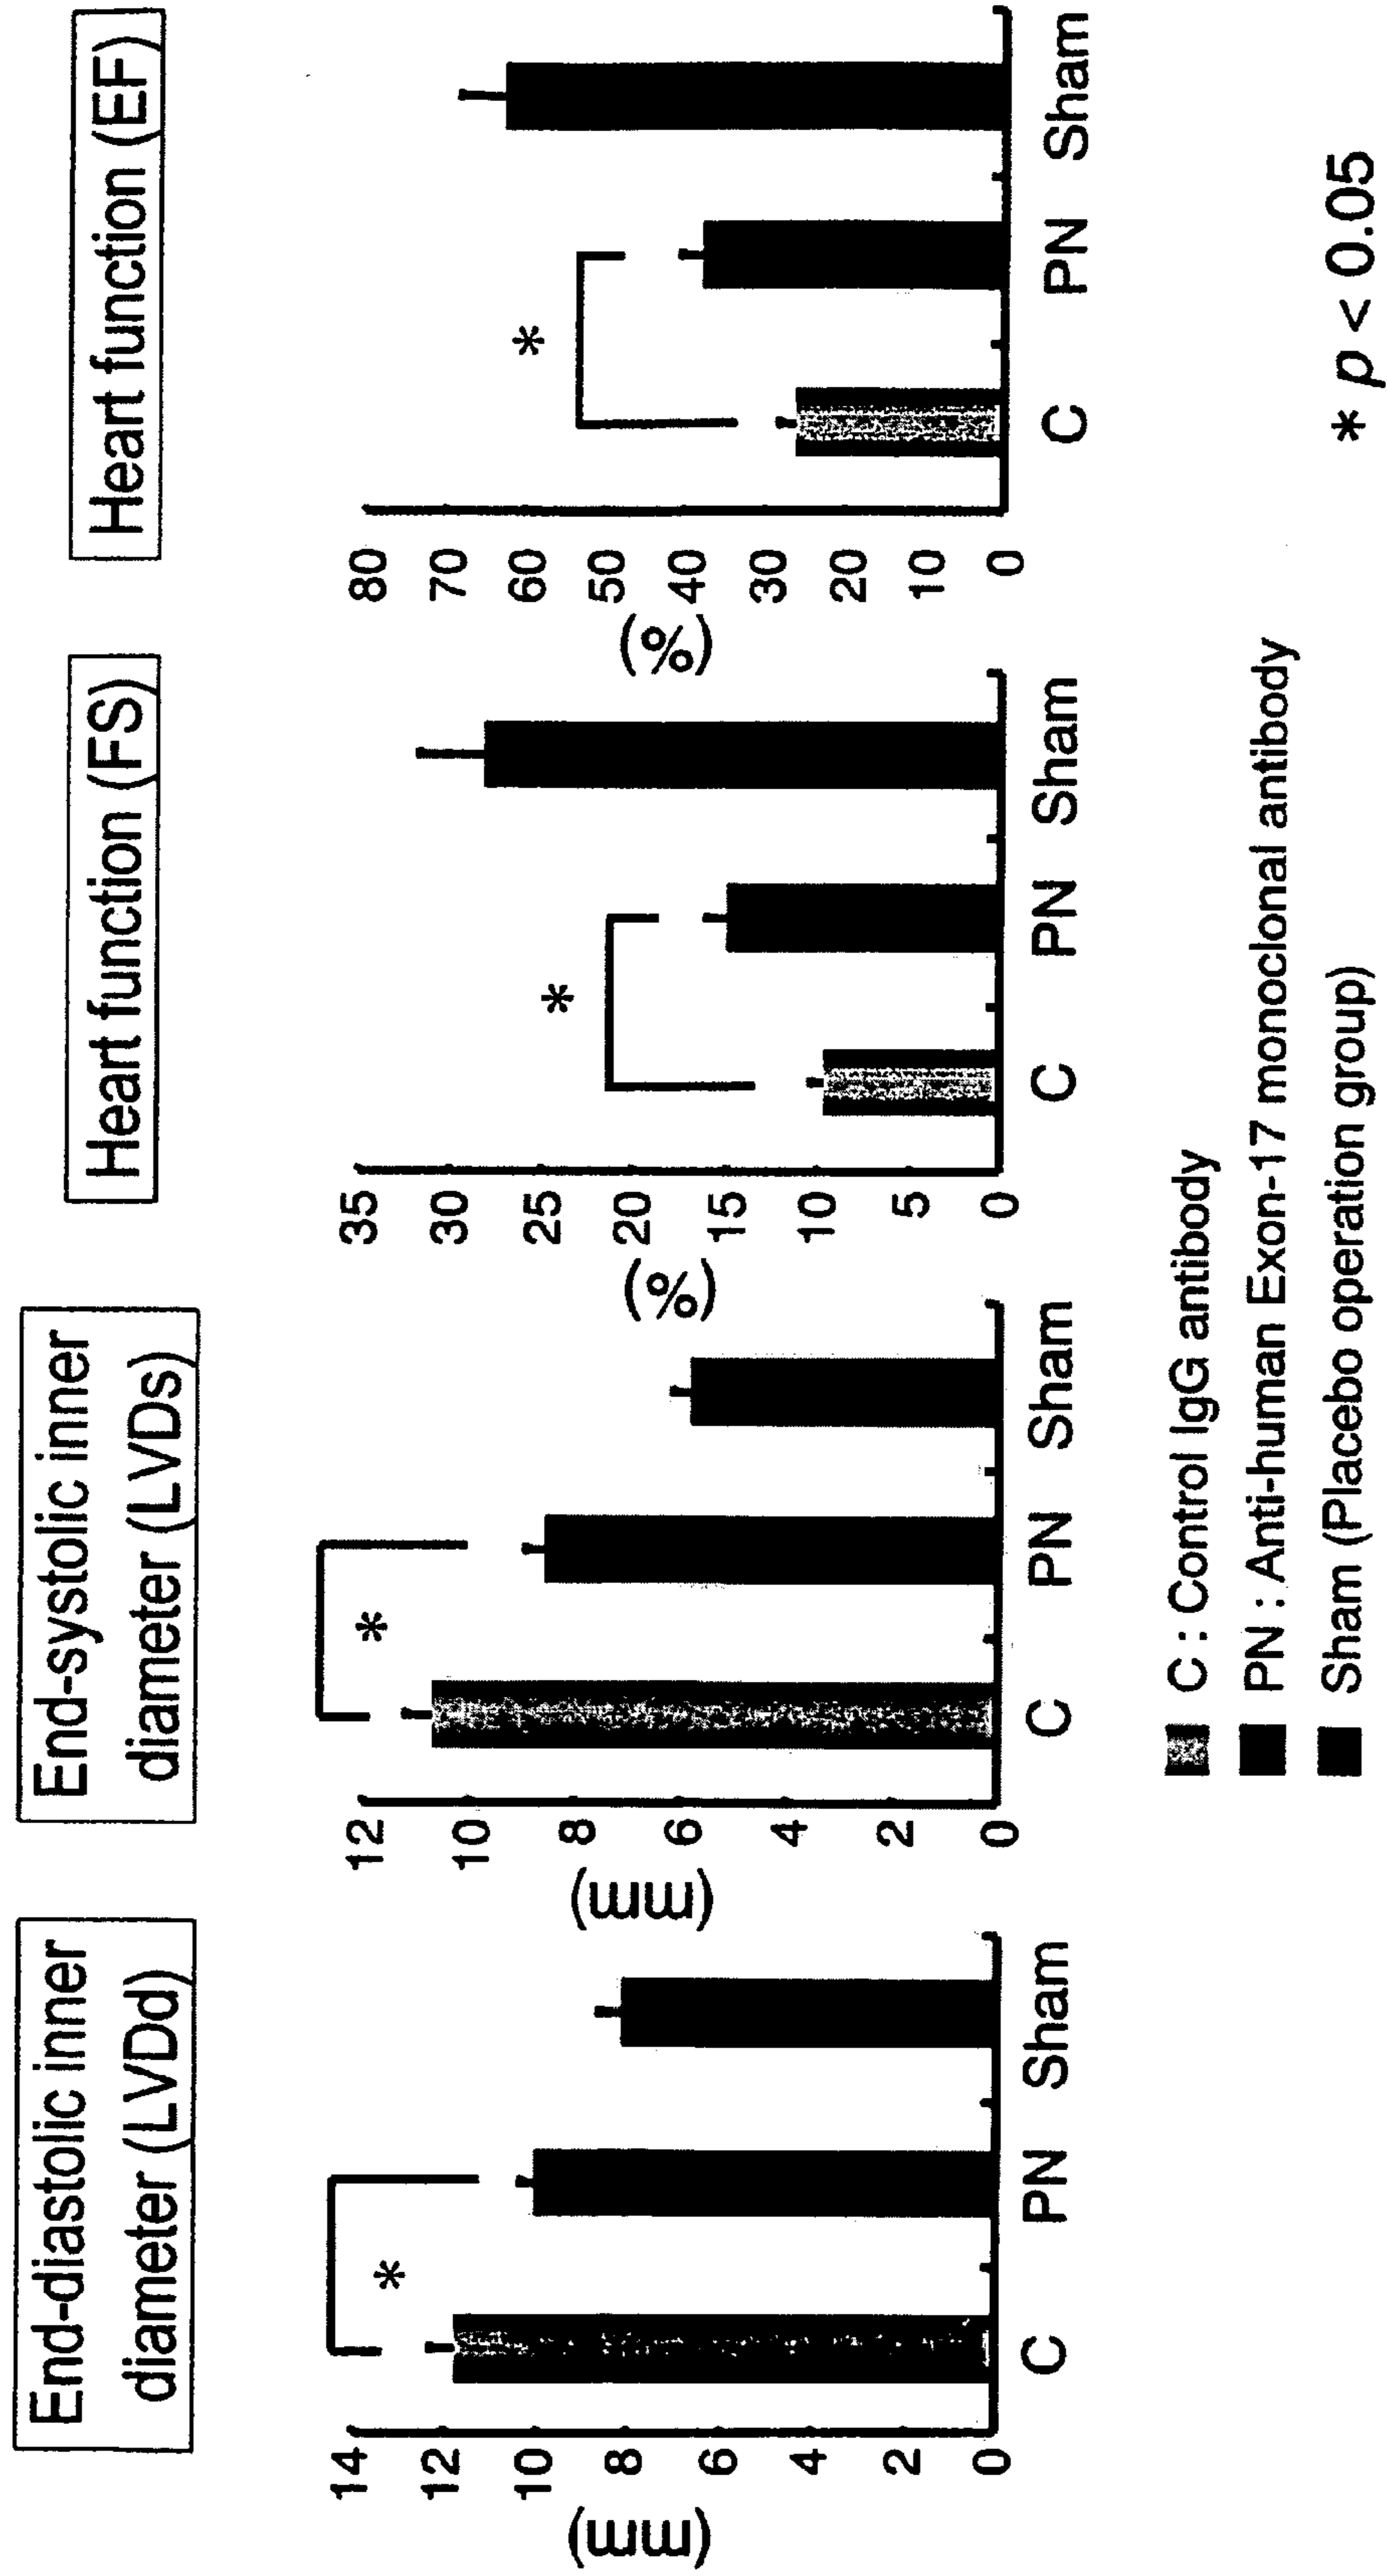 End-diastolic inner
diameter (LVDd)
(mm)
14
12
10
8
6
4
2
0
*
C
PN
Sham
End-systolic inner
diameter (LVDs)
(mm)
12
10
8
6
4
2
0
*
C
PN
Sham
Heart function (FS)
(%)
35
30
25
20
15
10
5
0
*
C
PN
Sham
Heart function (EF)
(%)
80
70
60
50
40
30
20
10
0
*
C
PN
Sham
C : Control IgG antibody
PN : Anti-human Exon-17 monoclonal antibody
Sham (Placebo operation group)
* p < 0.05